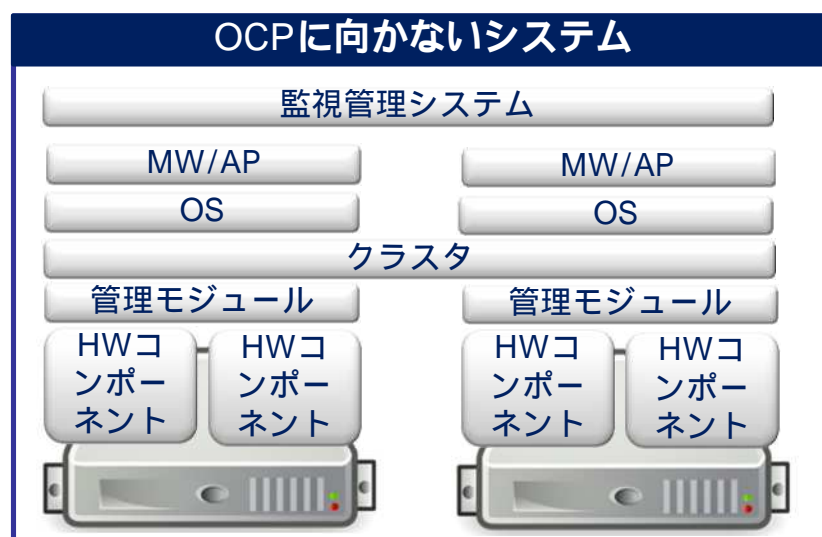 OCPに向かないシステム
監視管理システム
MW/AP
MW/AP
OS
OS
クラスタ
管理モジュール
管理モジュール
HWコ
ンポー
ネント
HWコ
ンポー
ネント
HWコ
ンポー
ネント
HWコ
ンポー
ネント